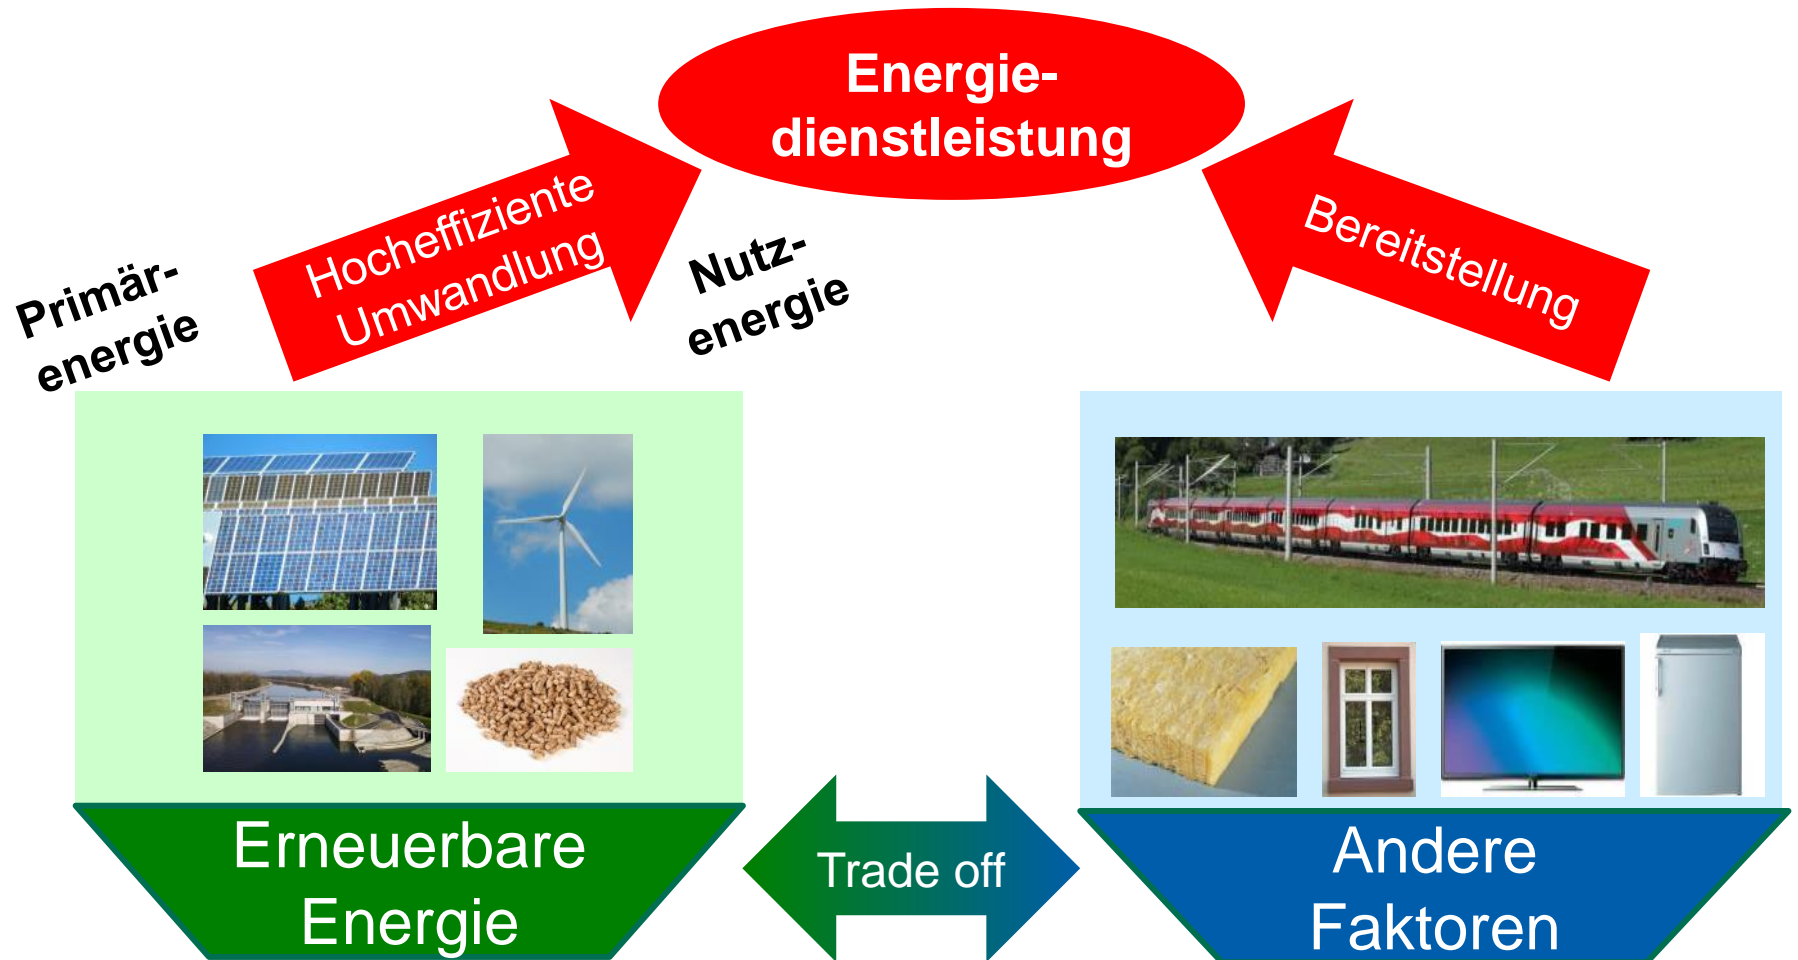 Energie-
dienstleistung
Hocheffiziente
Umwandlung
Bereitstellung
Primär-
energie
Nutz-
energie
Erneuerbare
Energie
Trade off
Andere
Faktoren